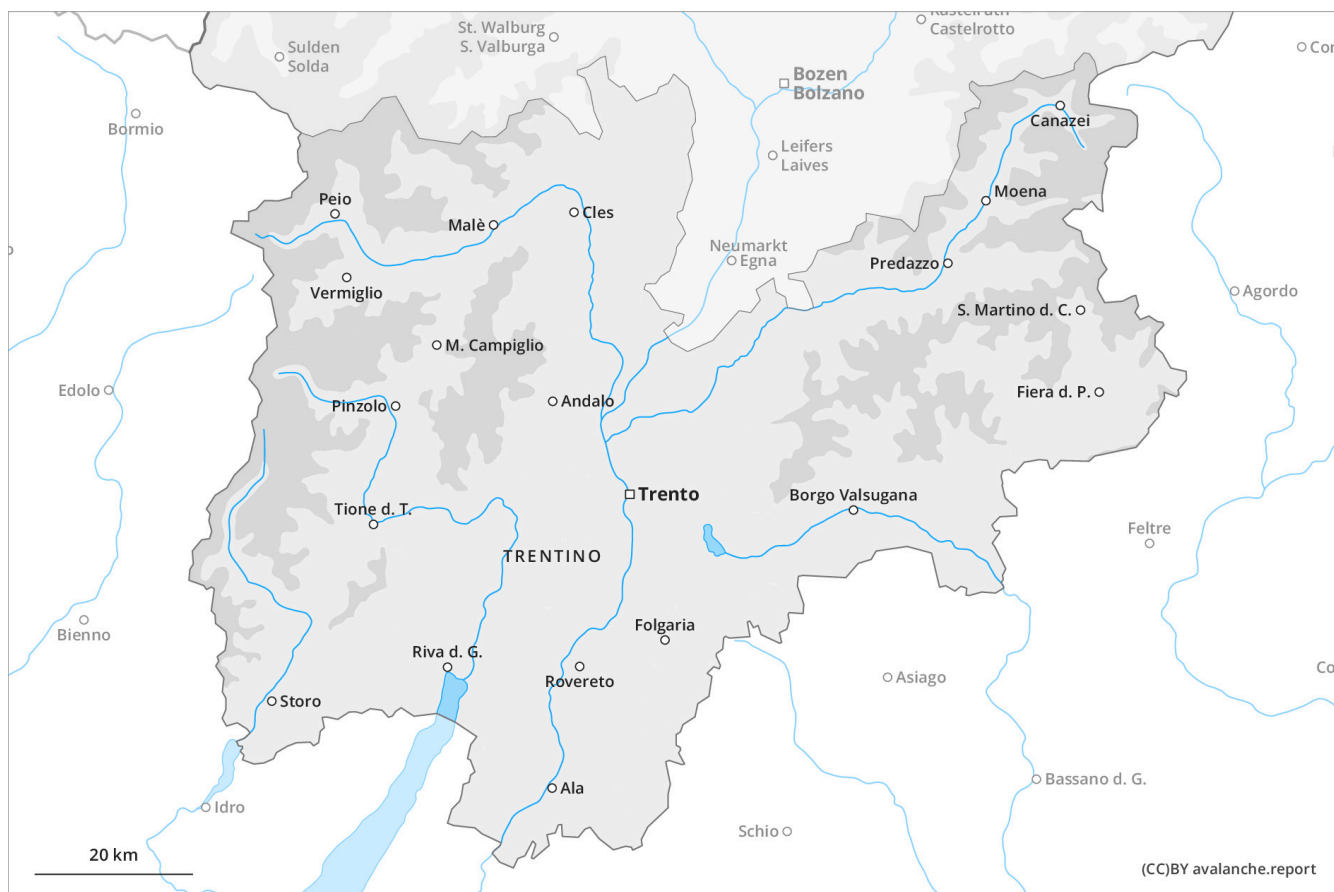 Kastelruth
Castelrotto
St. Walburg
S. Valburga
Sulden
Solda
Cor
Bozen
Bolzano
Bormio
Canazei
Leifers
Laives
Moena
Peio
Malè
Cles
Neumarkt
Egna
Predazzo
Vermiglio
Agordo
S. Martino d. C.
M. Campiglio
Edolo
Pinzolo
Andalo
Fiera d. P.
Trento
Borgo Valsugana
Tione d. T.
Feltre
TRENTINO
Bienno
Folgaria
Riva d. G.
Rovereto
Asiago
Co
Storo
Bassano d. G.
Ala
Idro
Schio
20 km
(CC)BY avalanche.report